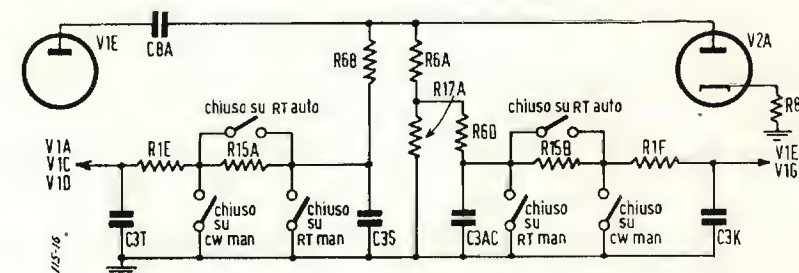 V1E
C8A
R6B
R6A
V2A
R17A
R8
chiuso su RT auto
chiuso su RT auto
R6D
V1A
V1C
V1D
R1E
R15A
R15B
R1F
V1E
V1G
C3T
chiuso
su
cw man
chiuso
su
RT man
C3S
C3AC
chiuso
su
RT man
chiuso
su
cw man
C3K
115-16